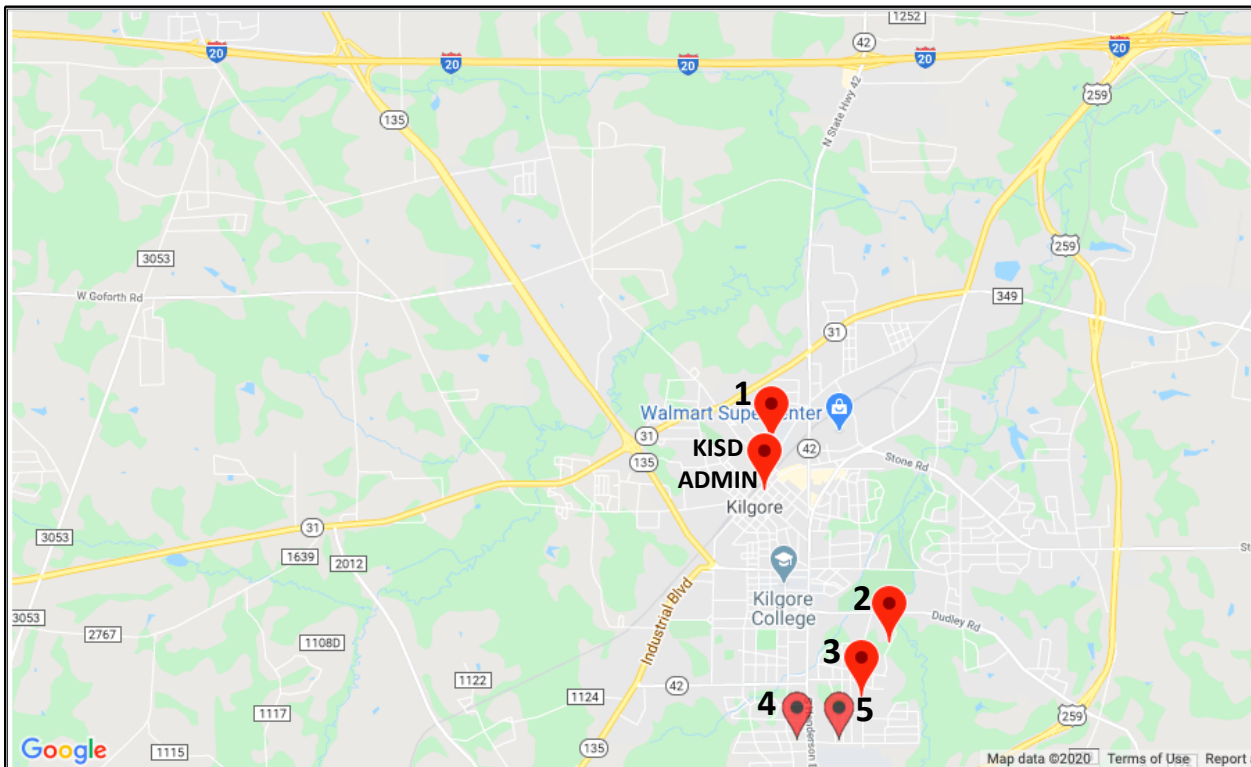 1252
42
20
20
20
20
20
259
135
N State Hwy 42
3053
259
W Goforth Rd
349
31
1
Walmart Supercenter
31
KISD
42
135
Stone Rd
ADMIN
Kilgore
31
3053
1639
2012
Kilgore
College
Industrial Blvd
2
3053
2767
1108D
Dudley Rd
3
1122
42
1124
4
5
1117
259
135
1115
Google
Map data ©2020 Terms of Use Report